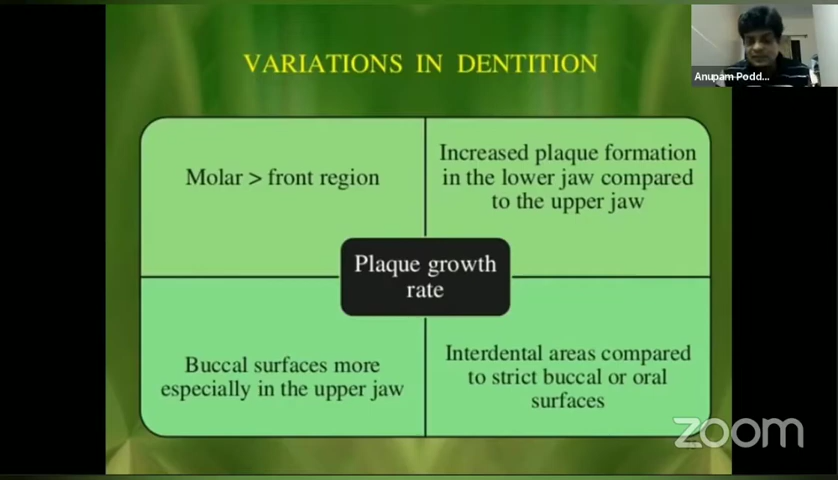 VARIATIONS IN DENTITION
Anupam Podd...
Molar > front region
Increased plaque formation
in the lower jaw compared
to the upper jaw
Plaque growth
rate
Buccal surfaces more
especially in the upper jaw
Interdental areas compared
to strict buccal or oral
surfaces
zoom